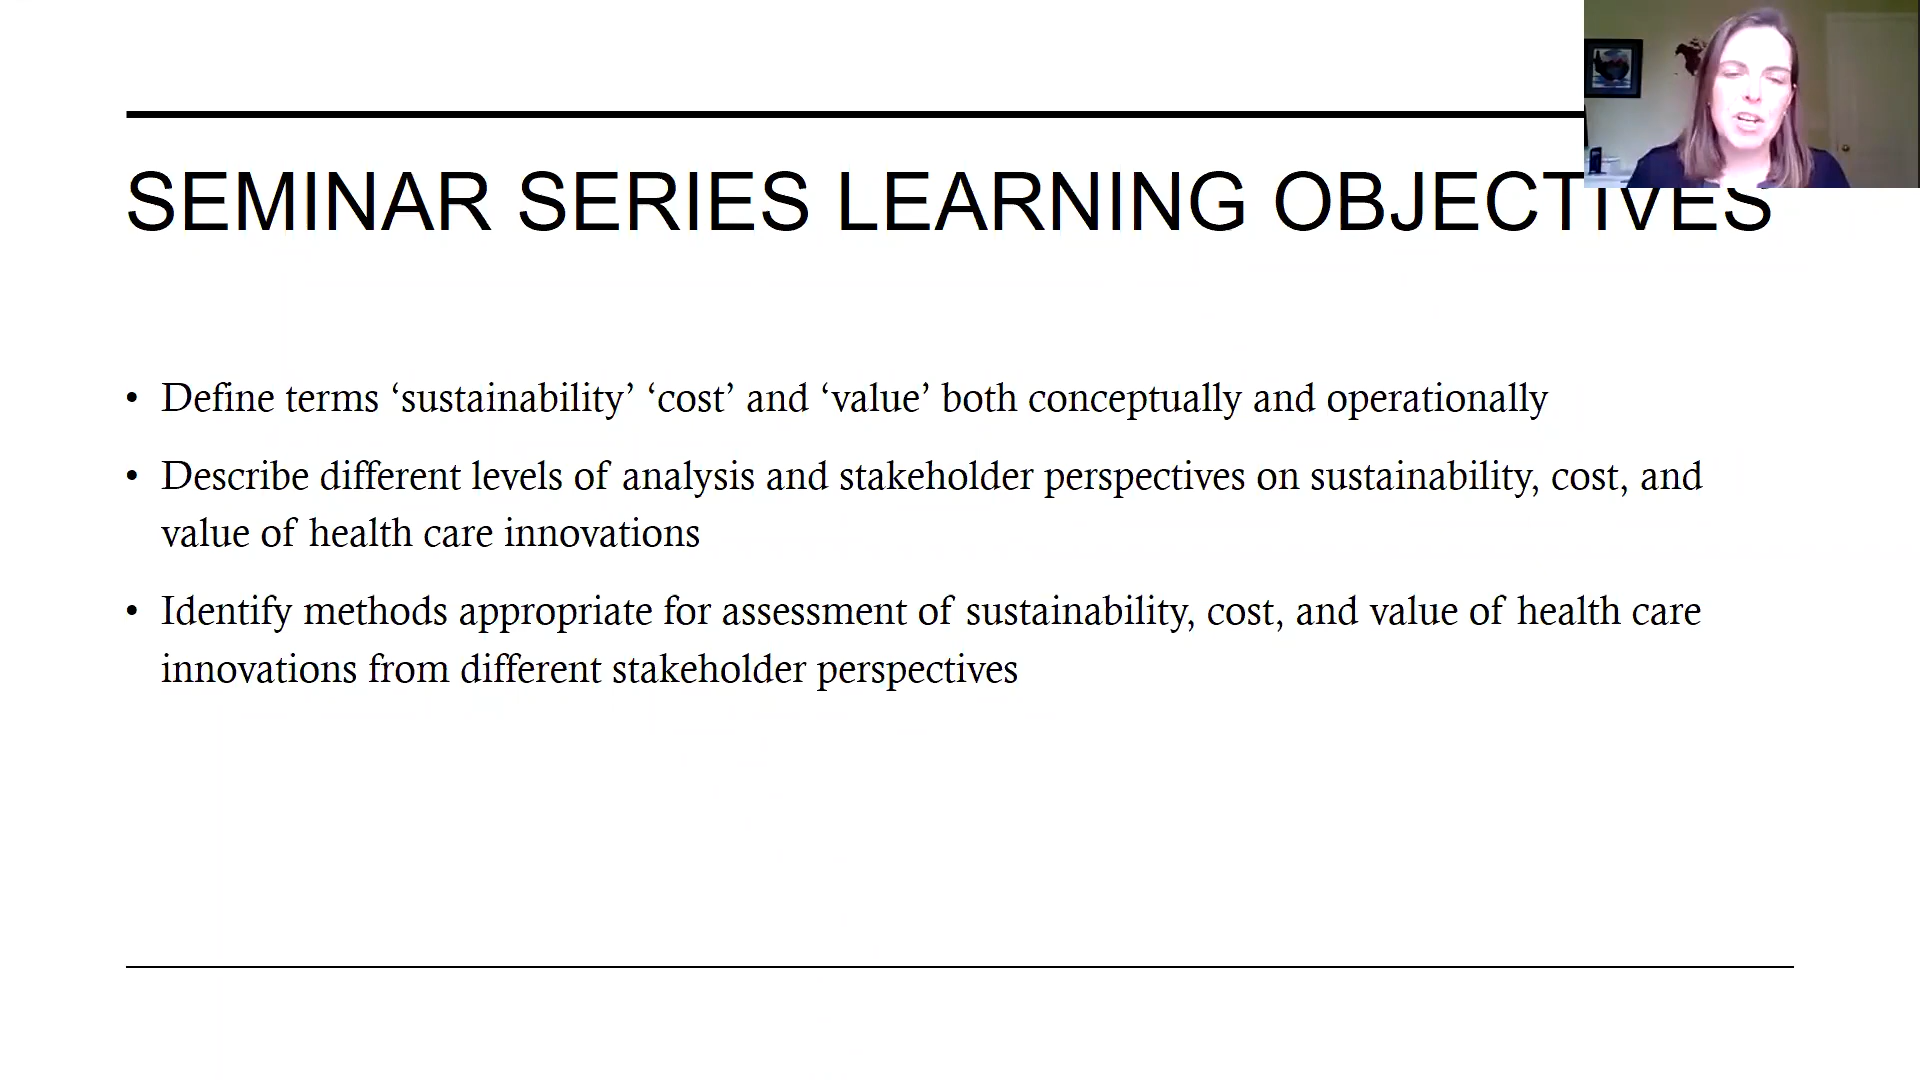 SEMINAR SERIES LEARNING OBJECTIVES
• Define terms ‘sustainability’ ‘cost’ and ‘value’ both conceptually and operationally
• Describe different levels of analysis and stakeholder perspectives on sustainability, cost, and
value of health care innovations
• Identify methods appropriate for assessment of sustainability, cost, and value of health care
innovations from different stakeholder perspectives